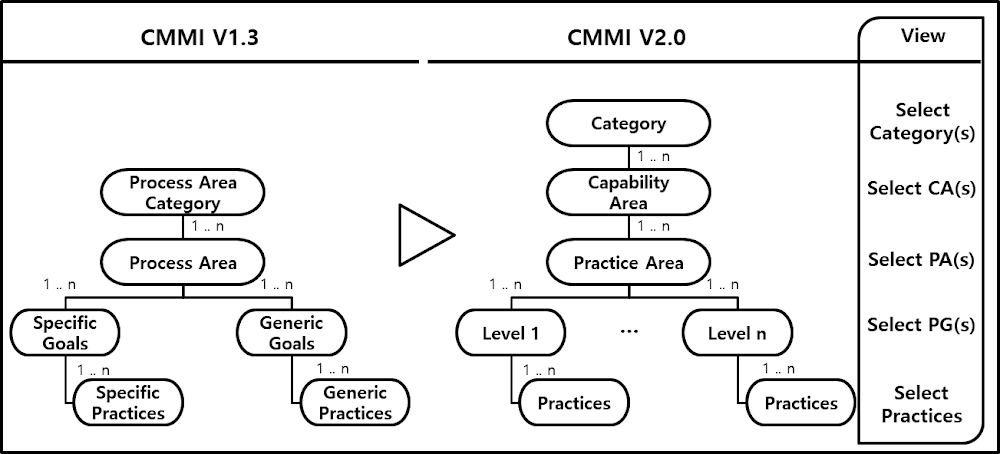 CMMI V1.3
CMMI V2.0
View
Category
Select
Category(s)
1 .. n
Process Area
Category
Capability
Area
Select CA(s)
1 .. n
1 .. n
Process Area
Practice Area
Select PA(s)
1 .. n
1 .. n
1 .. n
1 .. n
Specific
Goals
Generic
Goals
Level 1
...
Level n
Select PG(s)
1 .. n
1 .. n
1 .. n
1 .. n
Specific
Practices
Generic
Practices
Practices
Practices
Select
Practices